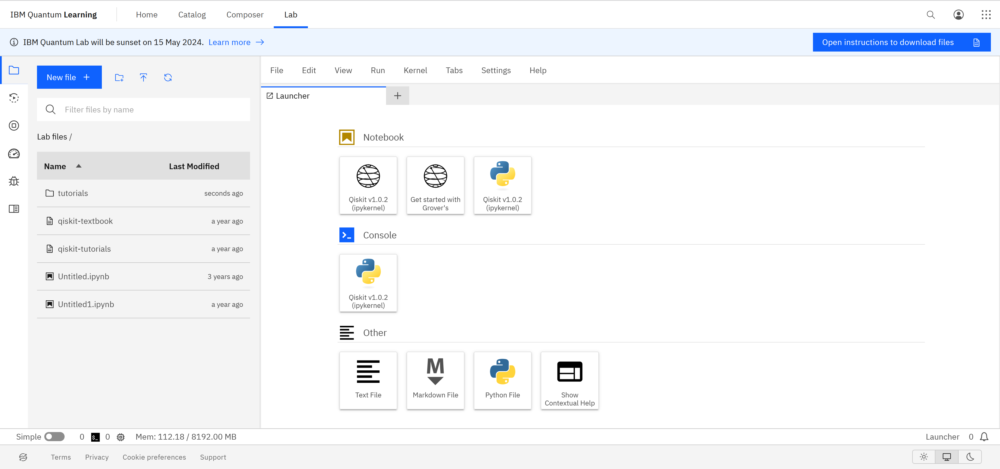 IBM Quantum Learning
Home
Catalog
Composer
Lab
IBM Quantum Lab will be sunset on 15 May 2024. Learn more
Open instructions to download files
New file
Filter files by name
Lab files /
Name
Last Modified
tutorials
seconds ago
qiskit-textbook
a year ago
qiskit-tutorials
a year ago
Untitled.ipynb
3 years ago
Untitled1.ipynb
a year ago
File
Edit
View
Run
Kernel
Tabs
Settings
Help
Launcher
Notebook
Qiskit v1.0.2
(ipykernel)
Get started with
Grover's
Qiskit v1.0.2
(ipykernel)
Console
Qiskit v1.0.2
(ipykernel)
Other
Text File
M
Markdown File
Python File
Show
Contextual Help
Simple
0
$_
0
Mem: 112.18 / 8192.00 MB
Launcher
0
Terms
Privacy
Cookie preferences
Support